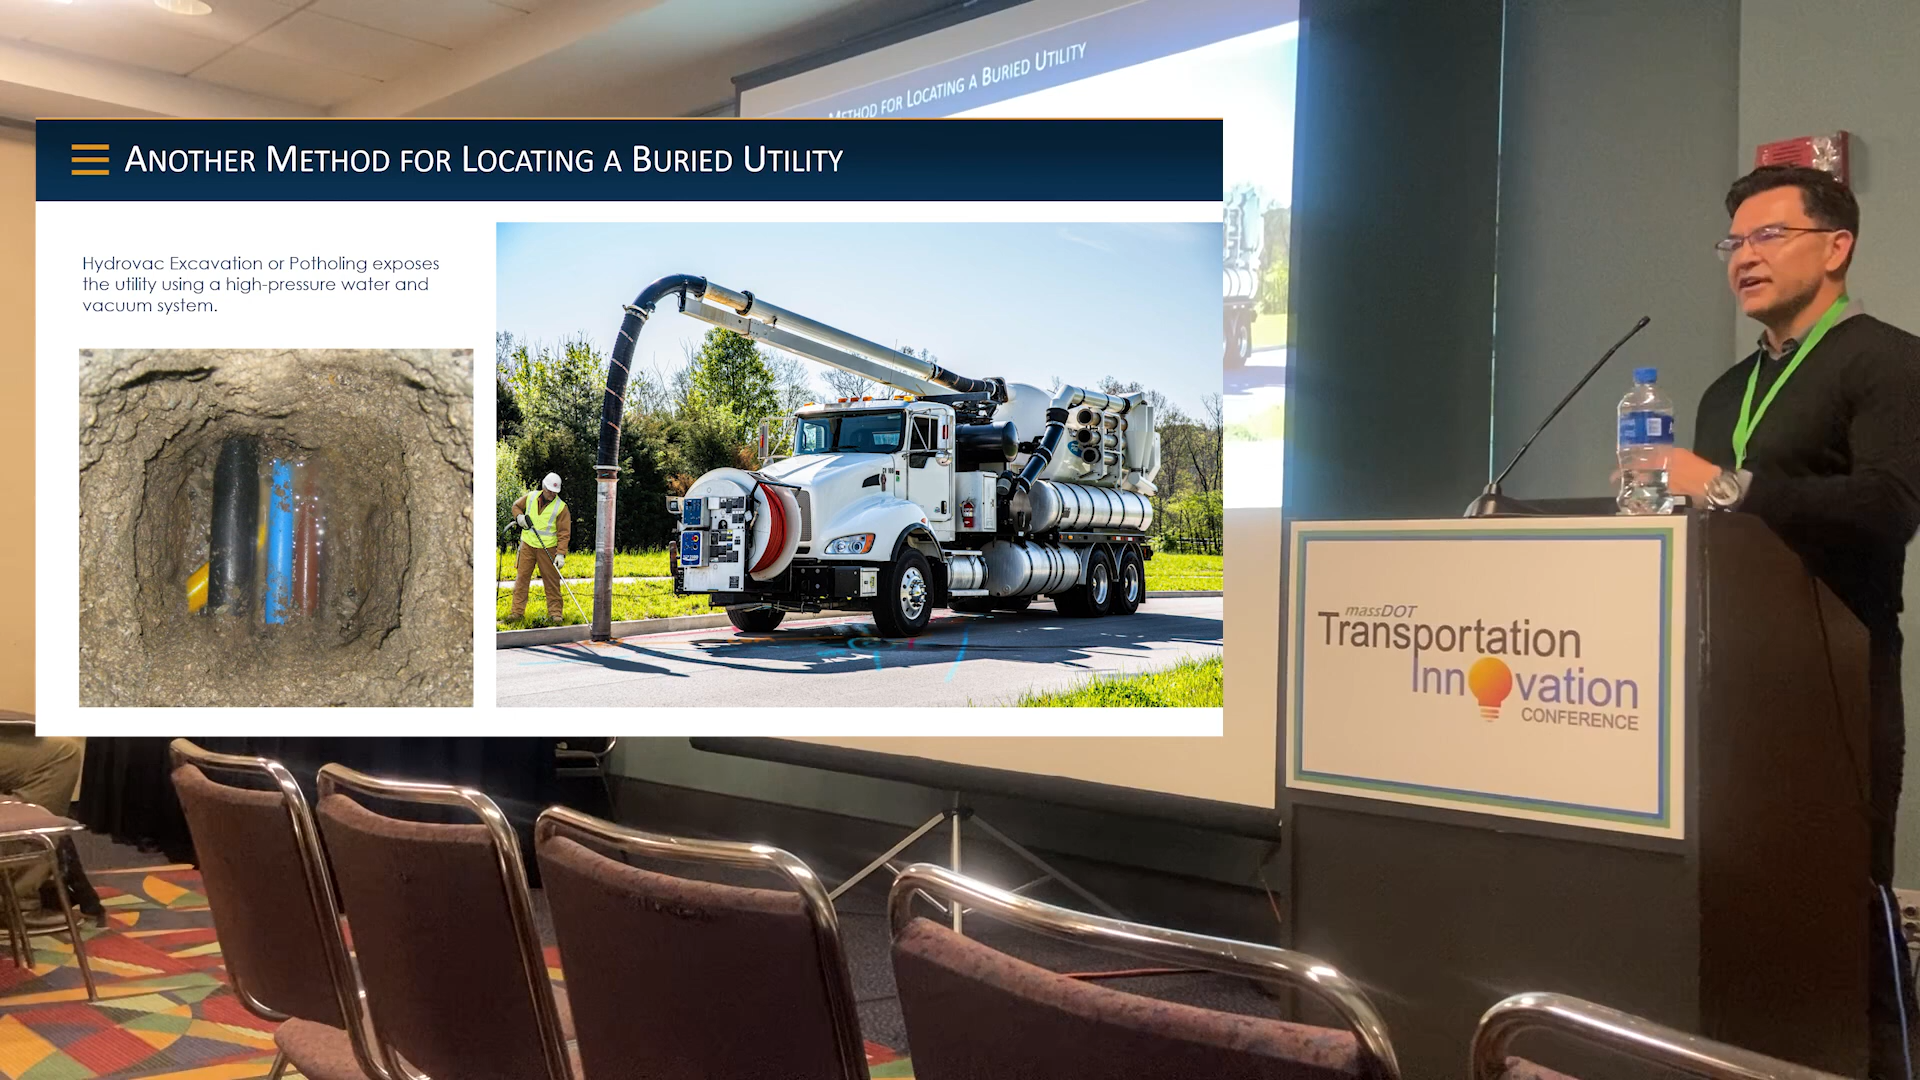 METHOD FOR LOCATING A BURIED UTILITY
ANOTHER METHOD FOR LOCATING A BURIED UTILITY
Hydrovac Excavation or Potholing exposes
the utility using a high-pressure water and
vacuum system.
massDOT
Transportation
Innovation
CONFERENCE